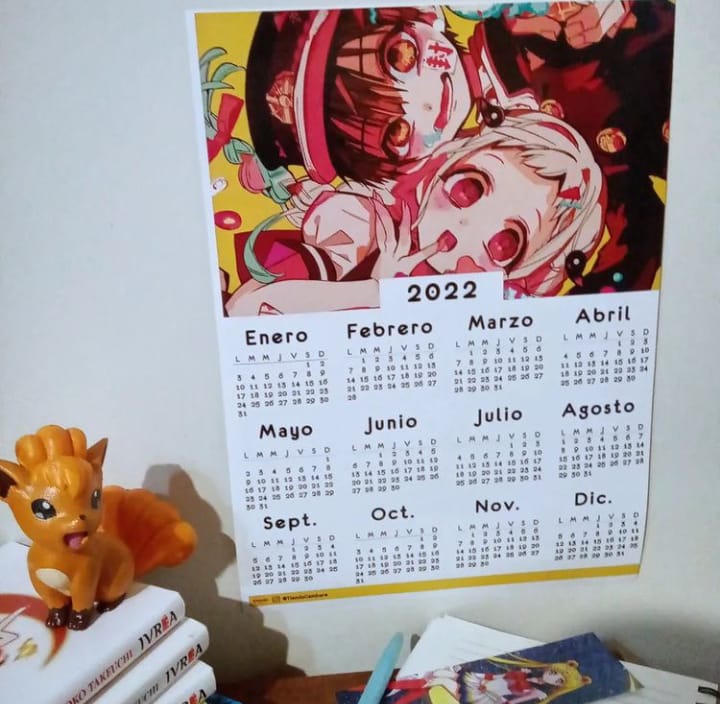 封
2022
Enero
L M M J V S D
1 2
3 4 5 6 7 8 9
10 11 12 13 14 15 16
17 18 19 20 21 22 23
24 25 26 27 28 29 30
31
Febrero
L M M J V S D
1 2 3 4 5 6
7 8 9 10 11 12 13
14 15 16 17 18 19 20
21 22 23 24 25 26 27
28
Marzo
L M M J V S D
1 2 3 4 5 6
7 8 9 10 11 12 13
14 15 16 17 18 19 20
21 22 23 24 25 26 27
28 29 30 31
Abril
L M M J V S D
1 2 3
4 5 6 7 8 9 10
11 12 13 14 15 16 17
18 19 20 21 22 23 24
25 26 27 28 29 30
Mayo
L M M J V S D
1
2 3 4 5 6 7 8
9 10 11 12 13 14 15
16 17 18 19 20 21 22
23 24 25 26 27 28 29
30 31
Junio
L M M J V S D
1 2 3 4 5
6 7 8 9 10 11 12
13 14 15 16 17 18 19
20 21 22 23 24 25 26
27 28 29 30
Julio
L M M J V S D
1 2 3
4 5 6 7 8 9 10
11 12 13 14 15 16 17
18 19 20 21 22 23 24
25 26 27 28 29 30 31
Agosto
L M M J V S D
1 2 3 4 5 6 7
8 9 10 11 12 13 14
15 16 17 18 19 20 21
22 23 24 25 26 27 28
29 30 31
Sept.
L M M J V S D
1 2 3 4
5 6 7 8 9 10 11
12 13 14 15 16 17 18
19 20 21 22 23 24 25
26 27 28 29 30
Oct.
L M M J V S D
1 2
3 4 5 6 7 8 9
10 11 12 13 14 15 16
17 18 19 20 21 22 23
24 25 26 27 28 29 30
31
Nov.
L M M J V S D
1 2 3 4 5 6
7 8 9 10 11 12 13
14 15 16 17 18 19 20
21 22 23 24 25 26 27
28 29 30
Dic.
L M M J V S D
1 2 3 4
5 6 7 8 9 10 11
12 13 14 15 16 17 18
19 20 21 22 23 24 25
26 27 28 29 30 31
OKO TAKEUCHI IVREA
IVREA
IVREA